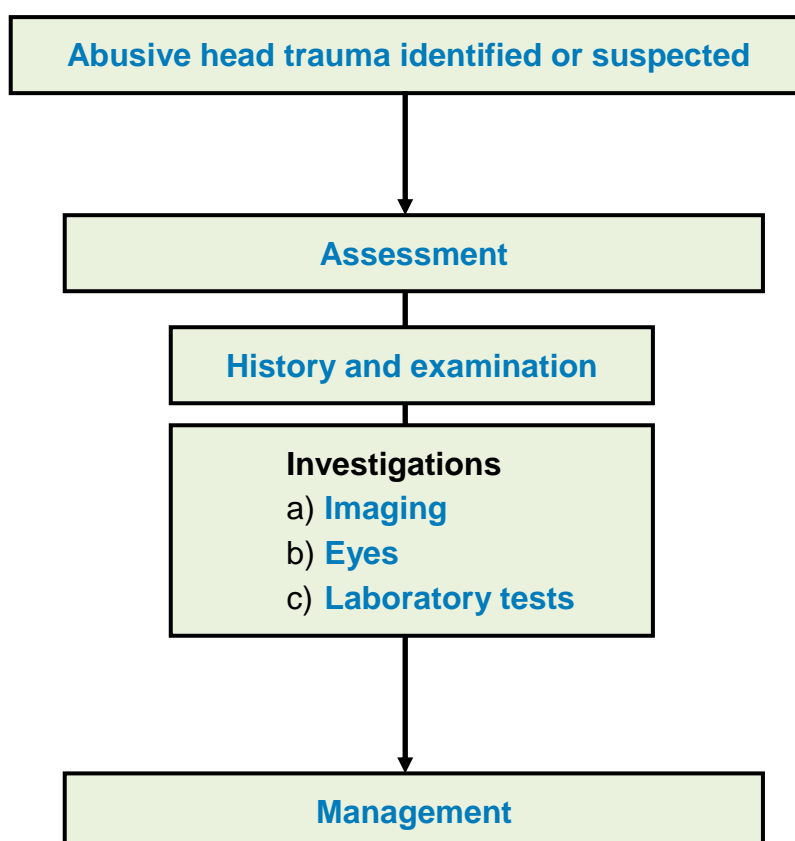 Abusive head trauma identified or suspected
Assessment
History and examination
Investigations
a) Imaging
b) Eyes
c) Laboratory tests
Management